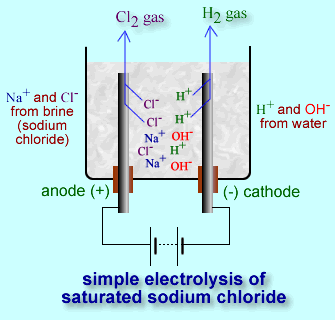 Cl₂ gas
H₂ gas
Na⁺ and Cl⁻
from brine
(sodium
chloride)
Cl⁻
H⁺
Cl⁻
H⁺
Na⁺ OH⁻
Cl⁻ H⁺
Na⁺ OH⁻
H⁺ and OH⁻
from water
anode (+)
(-) cathode
simple electrolysis of
saturated sodium chloride